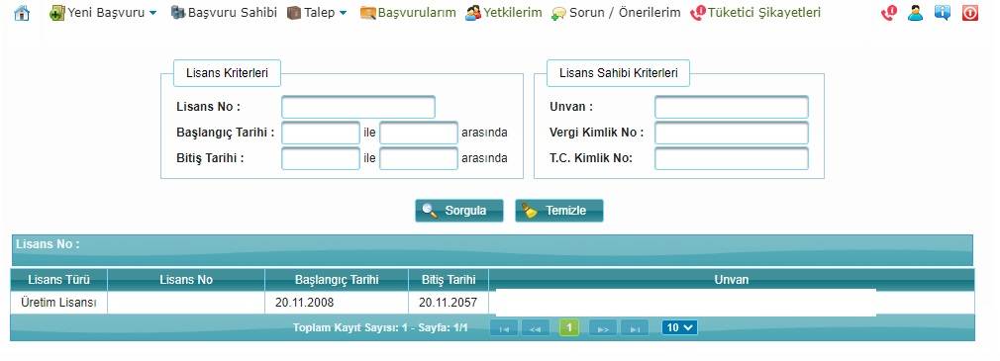 Yeni Başvuru Başvuru Sahibi Talep Başvurularım Yetkilerim Sorun / Önerilerim Tüketici Şikayetleri
Lisans Kriterleri
Lisans No :
Başlangıç Tarihi : ile arasında
Bitiş Tarihi : ile arasında
Lisans Sahibi Kriterleri
Unvan :
Vergi Kimlik No :
T.C. Kimlik No:
Sorgula Temizle
Lisans No :
Lisans Türü Lisans No Başlangıç Tarihi Bitiş Tarihi Unvan
Üretim Lisansı 20.11.2008 20.11.2057
Toplam Kayıt Sayısı: 1 - Sayfa: 1/1 1 10